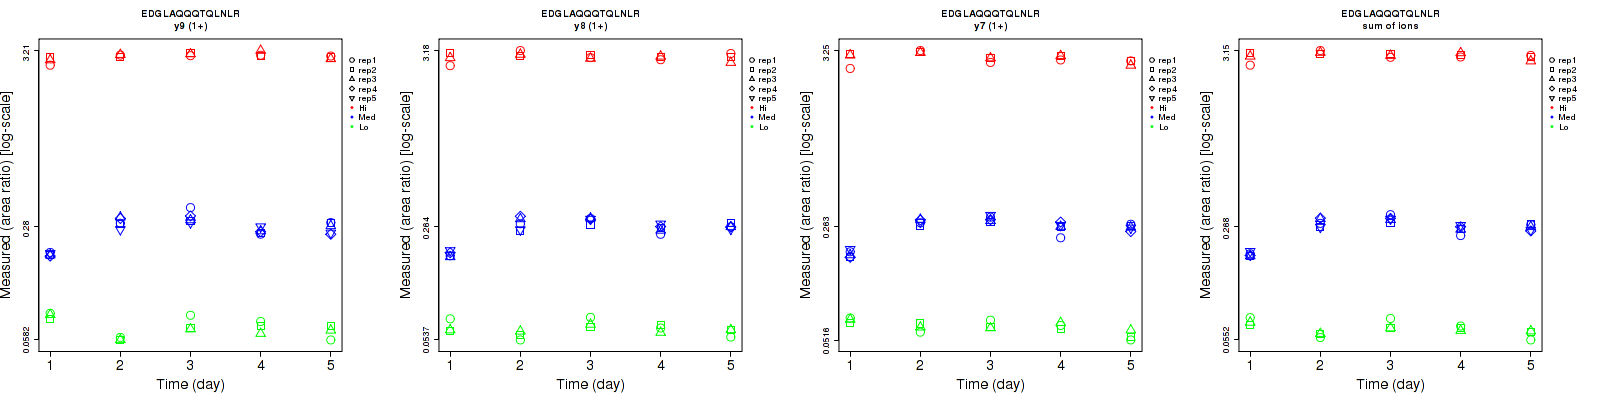 EDGLAQQQTQLNLR
y9 (1+)
Measured (area ratio) [log-scale]
3.21
0.28
0.0582
1 2 3 4 5
Time (day)
rep1
rep2
rep3
rep4
rep5
Hi
Med
Lo
EDGLAQQQTQLNLR
y8 (1+)
Measured (area ratio) [log-scale]
3.18
0.264
0.0537
1 2 3 4 5
Time (day)
rep1
rep2
rep3
rep4
rep5
Hi
Med
Lo
EDGLAQQQTQLNLR
y7 (1+)
Measured (area ratio) [log-scale]
3.25
0.263
0.0516
1 2 3 4 5
Time (day)
rep1
rep2
rep3
rep4
rep5
Hi
Med
Lo
EDGLAQQQTQLNLR
sum of ions
Measured (area ratio) [log-scale]
3.15
0.268
0.0552
1 2 3 4 5
Time (day)
rep1
rep2
rep3
rep4
rep5
Hi
Med
Lo